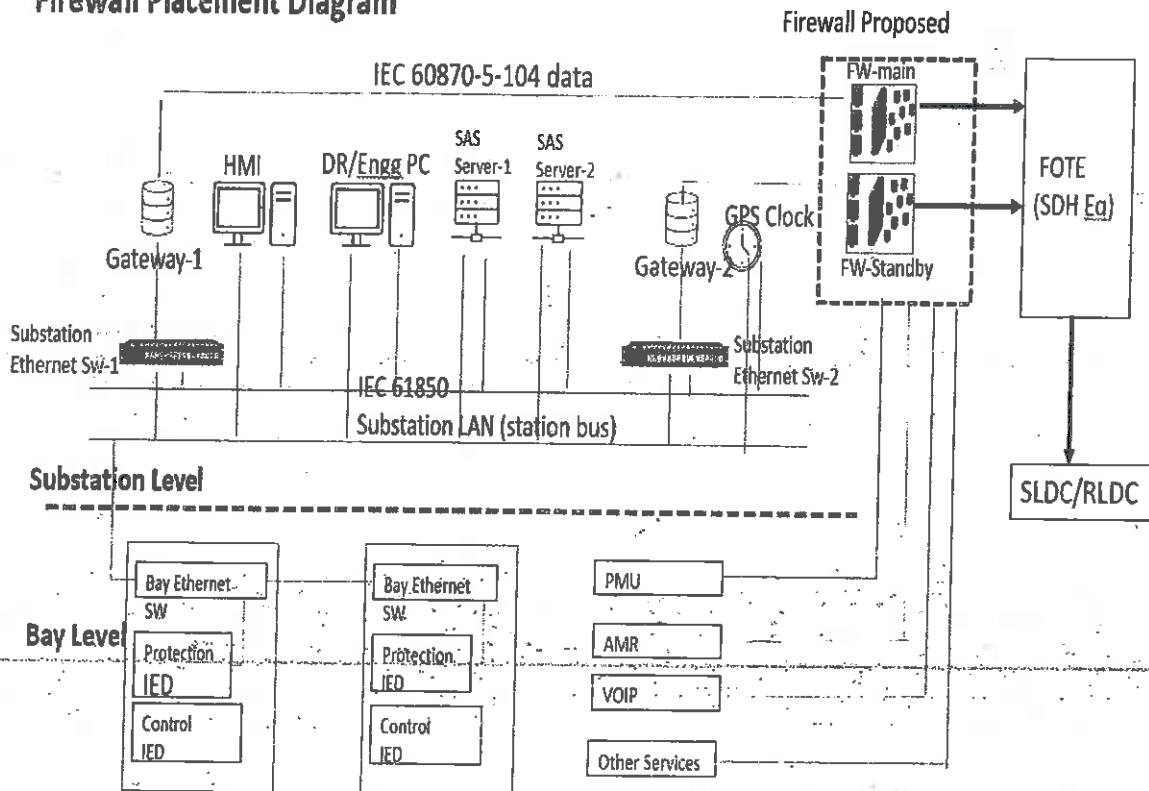 Firewall Placement Diagram
Firewall Proposed
IEC 60870-5-104 data
FW-main
HMI
DR/Engg PC
SAS
Server-1
SAS
Server-2
FOTE
(SDH Eq)
Gateway-1
Gateway-2
GPS Clock
FW-Standby
Substation
Ethernet Sw-1
Substation
Ethernet Sw-2
IEC 61850
Substation LAN (station bus)
Substation Level
SLDC/RLDC
Bay Ethernet
SW
Bay Ethernet
SW
PMU
Bay Level
Protection
IED
Protection
IED
AMR
VOIP
Control
IED
Control
IED
Other Services